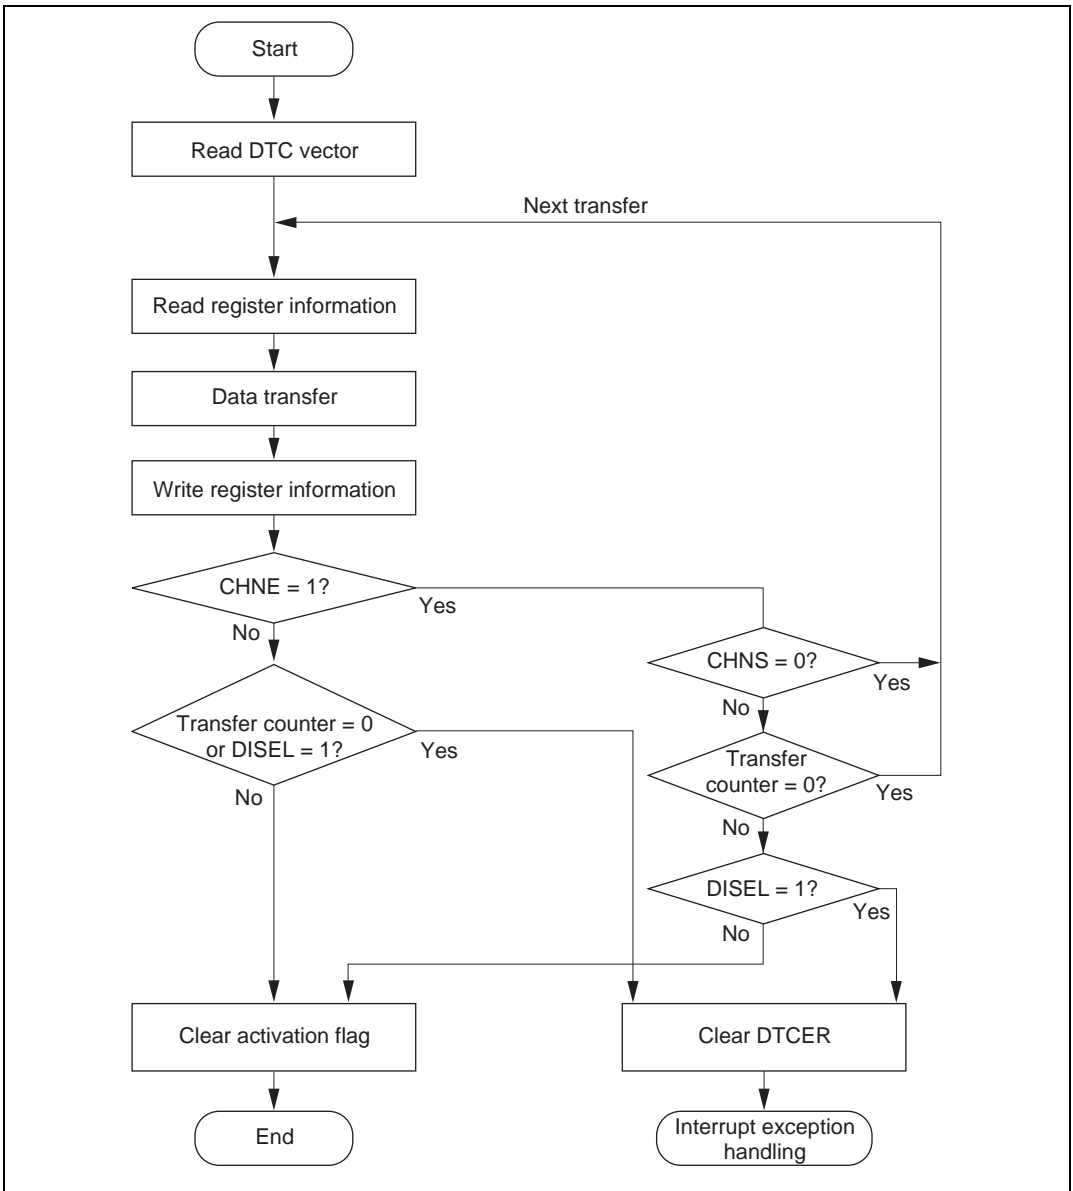 Start
Read DTC vector
Next transfer
Read register information
Data transfer
Write register information
CHNE = 1?
Yes
No
CHNS = 0?
Yes
No
Transfer counter = 0
or DISEL = 1?
Yes
No
Transfer
counter = 0?
Yes
No
DISEL = 1?
Yes
No
Clear activation flag
Clear DTCER
End
Interrupt exception
handling